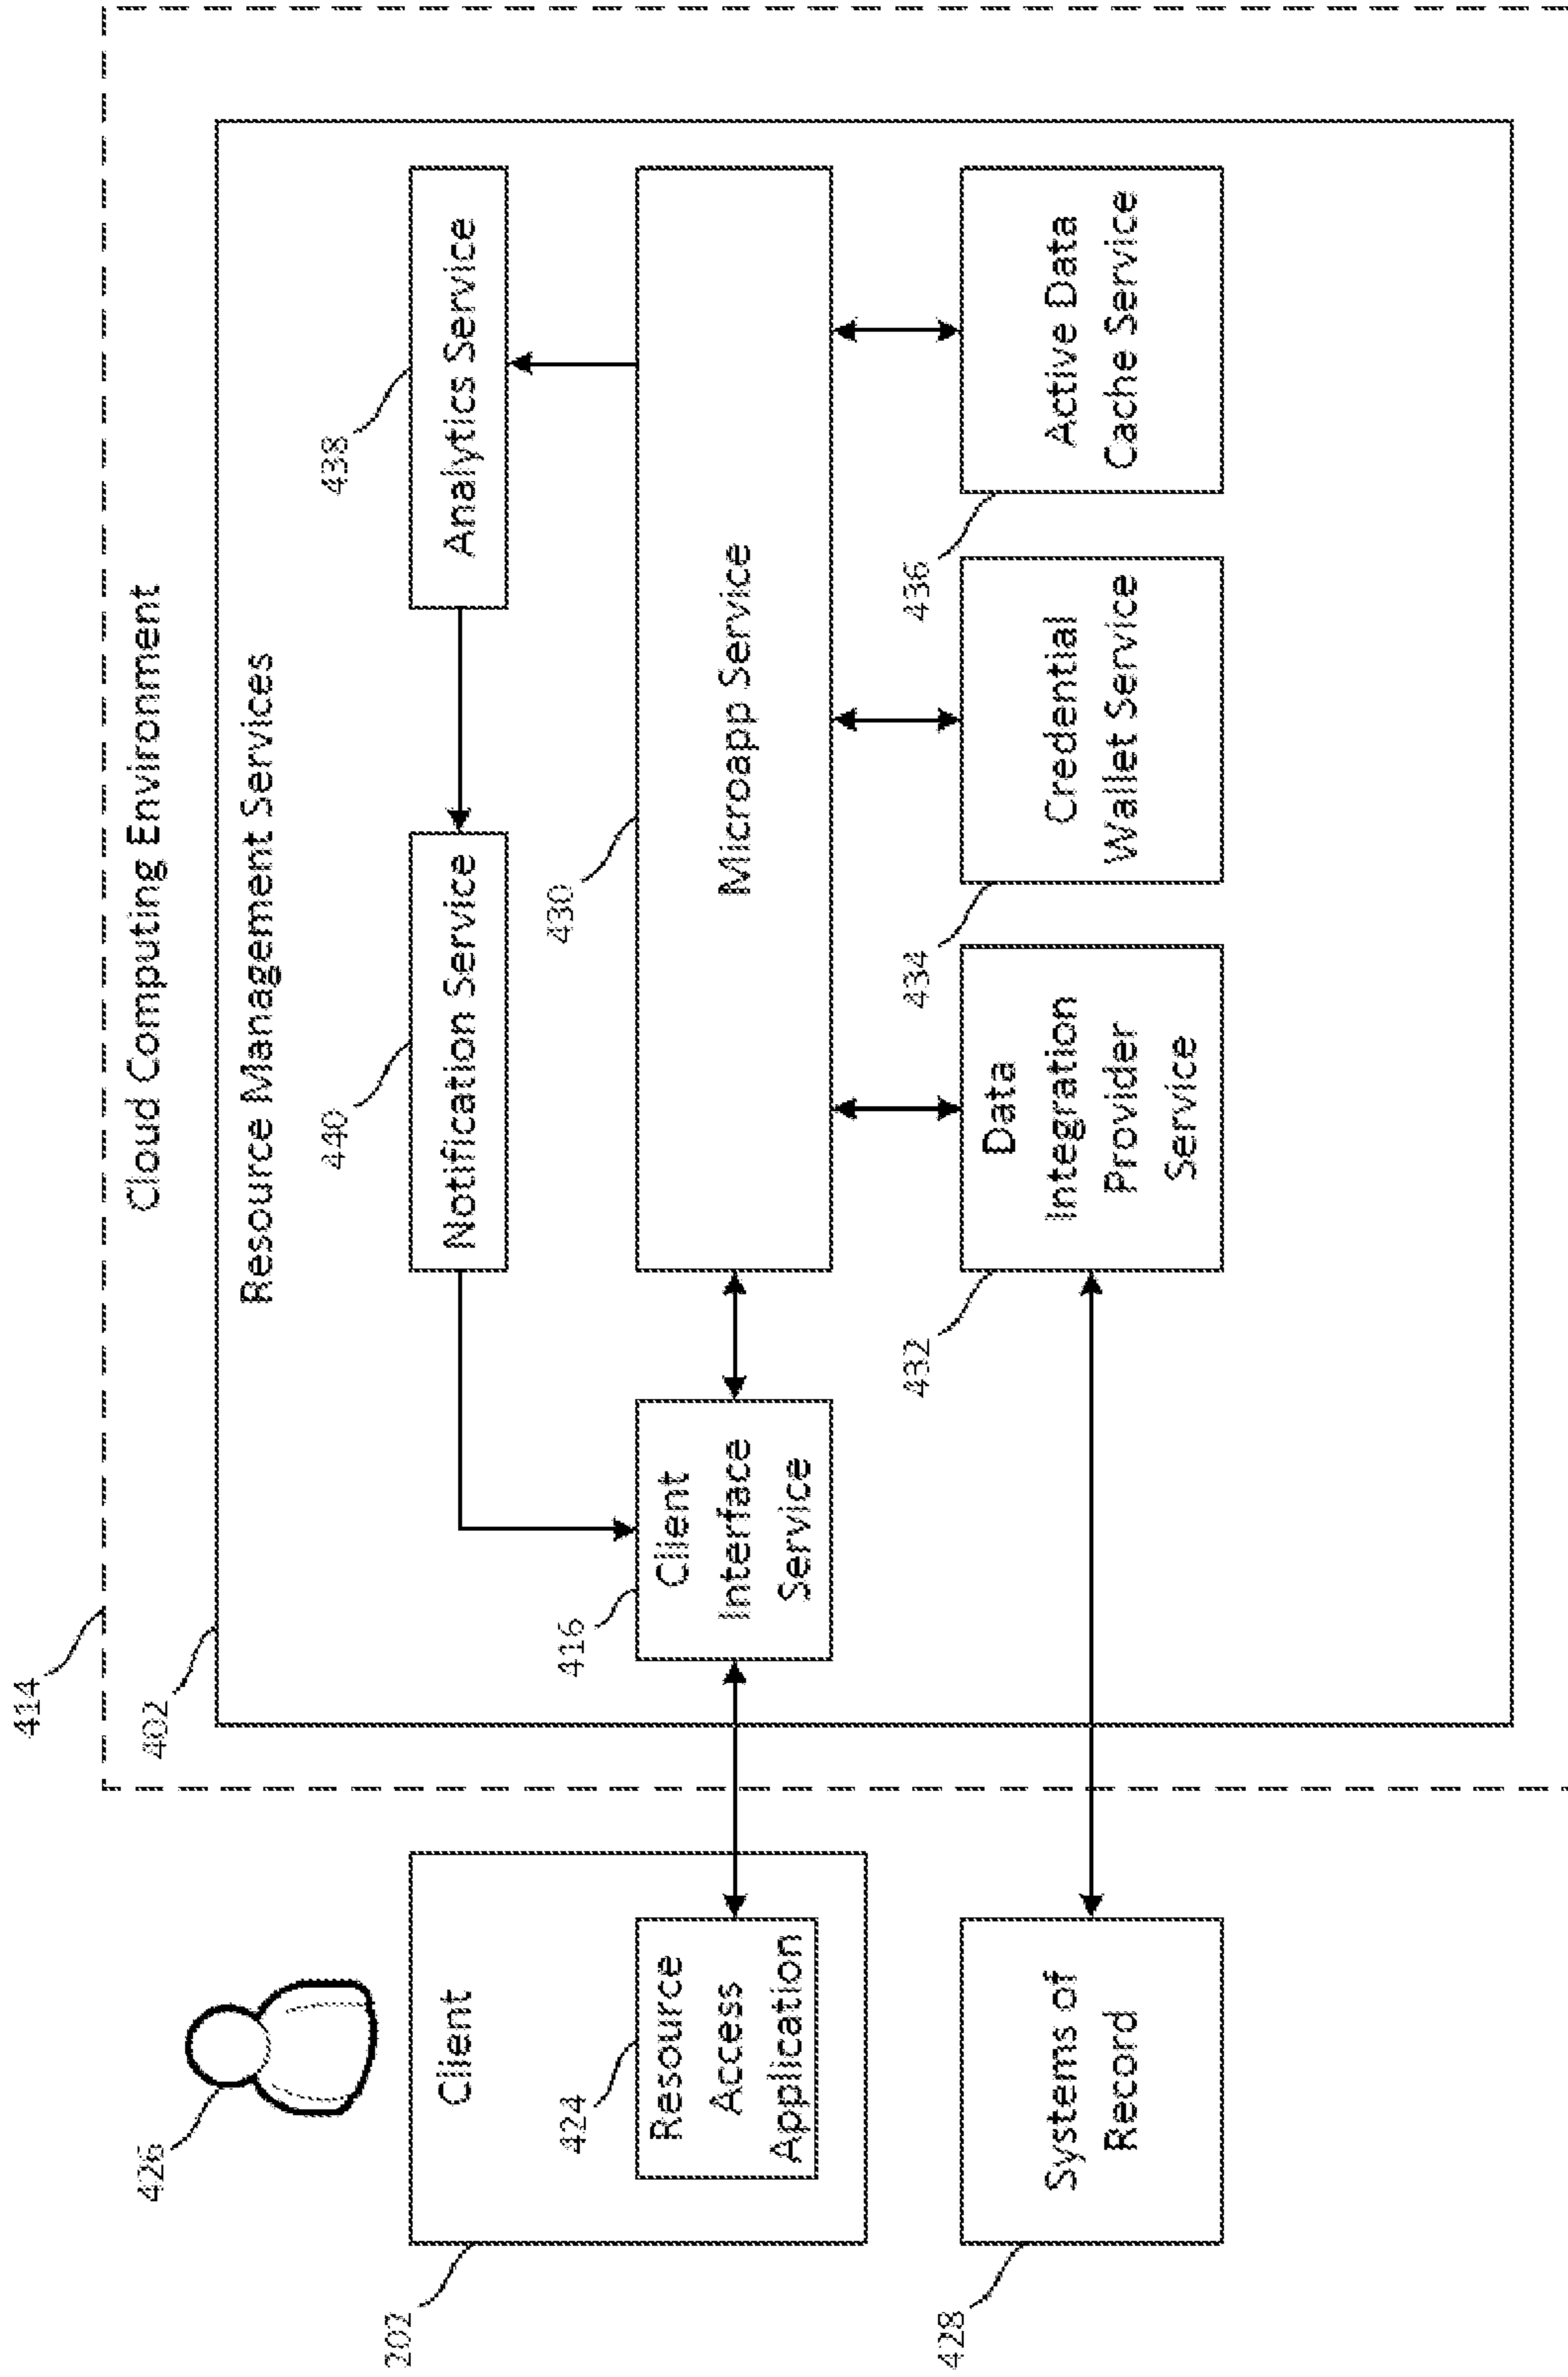 414
Cloud Computing Environment
402
Resource Management Services
426
202
Client
440
Notification Service
438
Analytics Service
424
Resource
Access
Application
416
Client
Interface
Service
430
Microapp Service
428
Systems of
Record
432
Data
Integration
Provider
Service
434
Credential
Wallet Service
436
Active Data
Cache Service